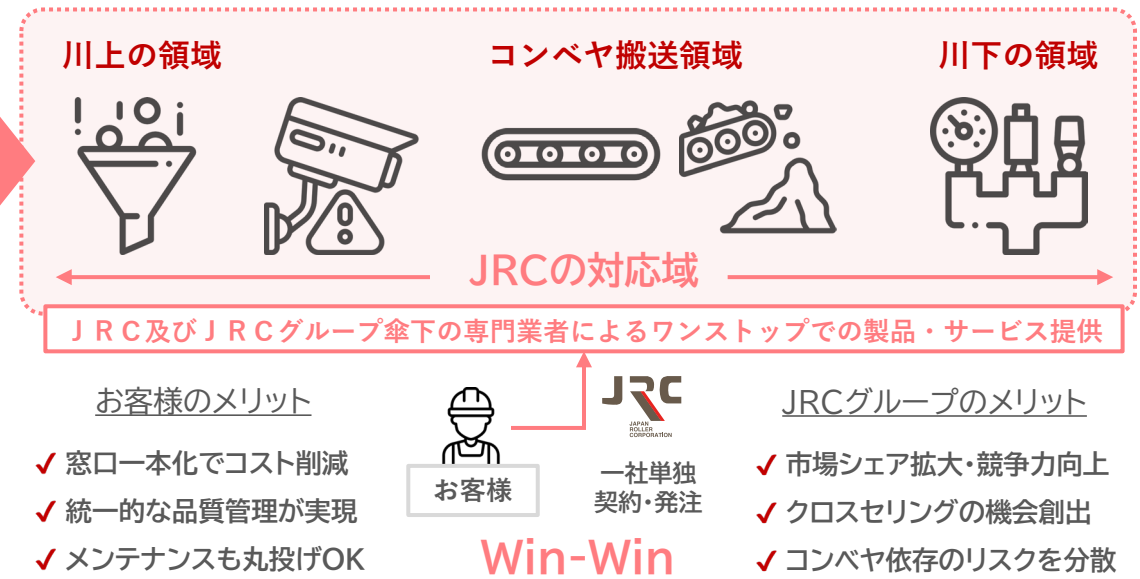 川上の領域
コンベヤ搬送領域
川下の領域
JRCの対応域
JRC及びJRCグループ傘下の専門業者によるワンストップでの製品・サービス提供
お客様のメリット
✓ 窓口一本化でコスト削減
✓ 統一的な品質管理が実現
✓ メンテナンスも丸投げOK
お客様
JRC
JAPAN
ROLLER
CORPORATION
一社単独
契約・発注
Win-Win
JRCグループのメリット
✓ 市場シェア拡大・競争力向上
✓ クロスセリングの機会創出
✓ コンベヤ依存のリスクを分散